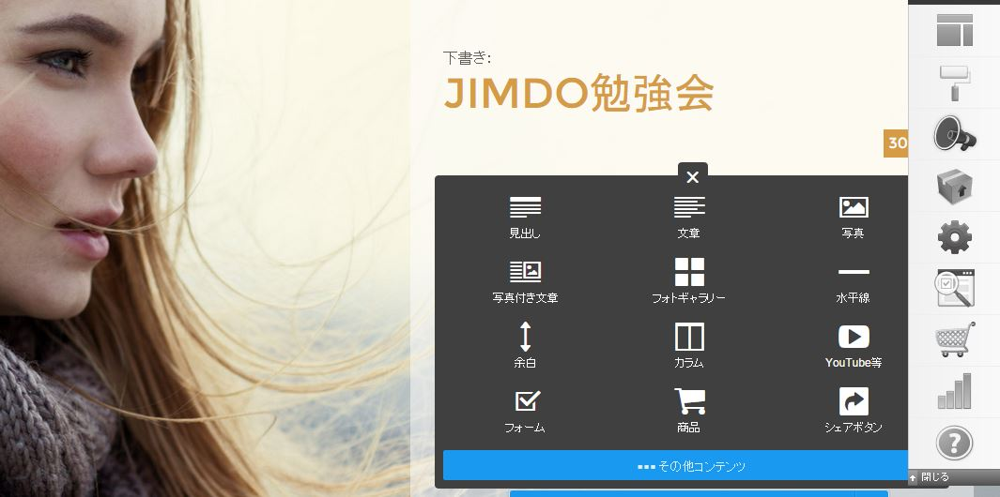 下書き:
JIMDO勉強会
30
見出し
文章
写真
写真付き文章
フォトギャラリー
水平線
余白
カラム
YouTube等
フォーム
商品
シェアボタン
その他コンテンツ
閉じる